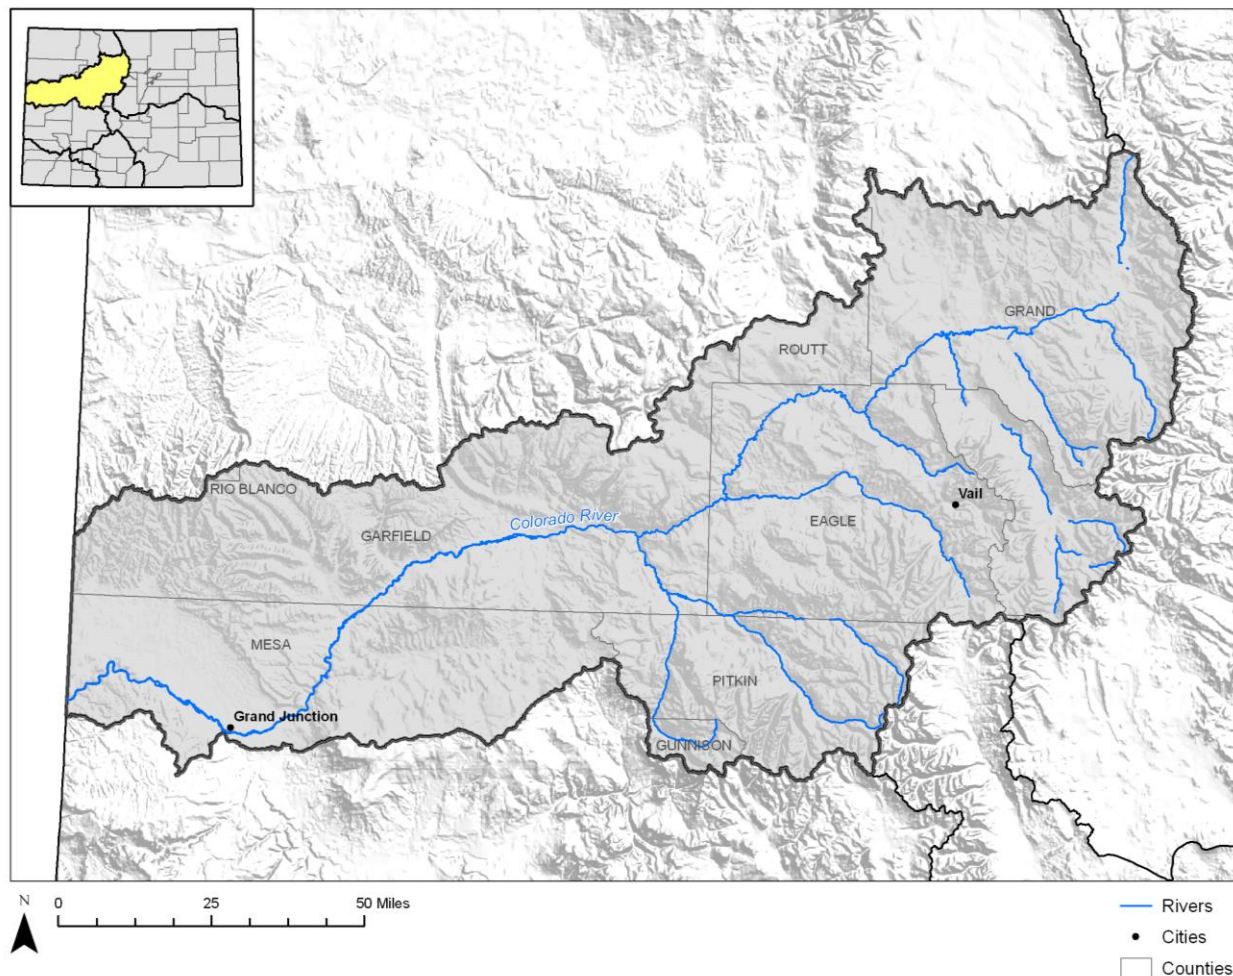 GRAND
ROUTT
RIO BLANCO
Vail
Colorado River
EAGLE
GARFIELD
MESA
PITKIN
Grand Junction
GUNNISON
N
0 25 50 Miles
Rivers
Cities
Counties